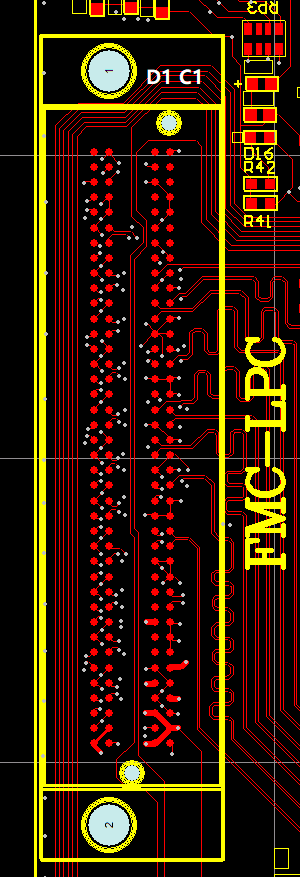 RP3
1
D1 C1
+
D16
R42
R41
FMC-LPC
2